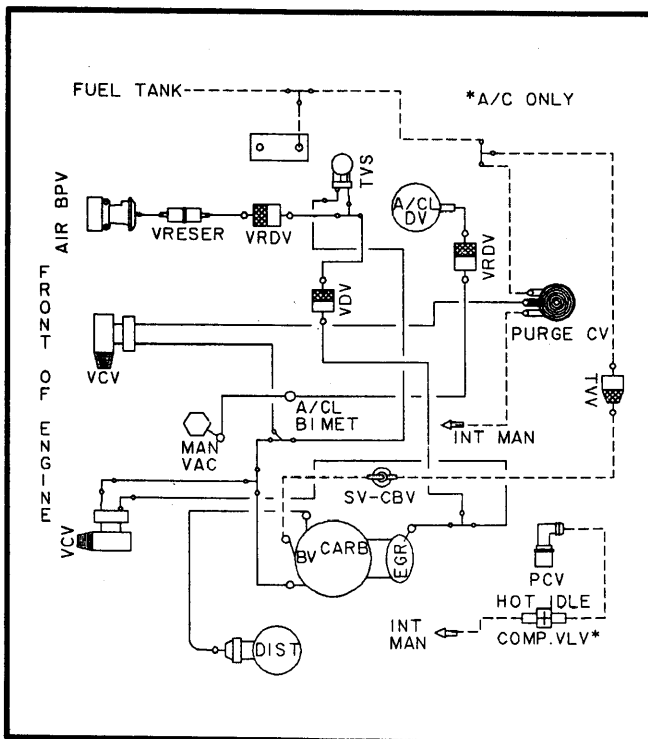 FUEL TANK
*A/C ONLY
TVS
A/CL
DV
AIR BPV
VRESER
VRDV
VRDV
VDV
PURGE CV
FRONT OF ENGINE
VCV
TVV
A/CL
BIMET
MAN
VAC
INT MAN
SV-CBV
VCV
BV
CARB
EGR
PCV
HOT IDLE
COMP.VLV*
INT
MAN
DIST